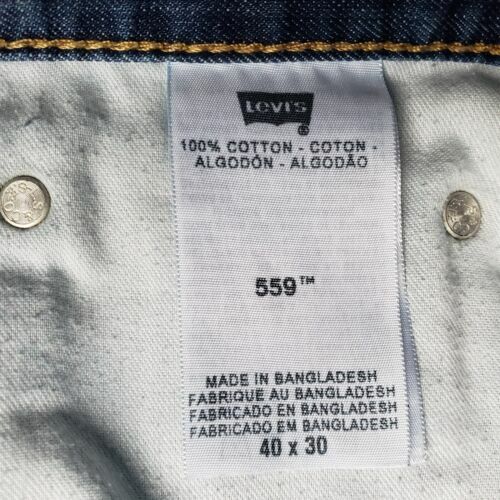 Levi's
®
100% COTTON - COTON -
ALGODÓN - ALGODÃO
559™
MADE IN BANGLADESH
FABRIQUE AU BANGLADESH
FABRICADO EN BANGLADESH
FABRICADO EM BANGLADESH
40 x 30